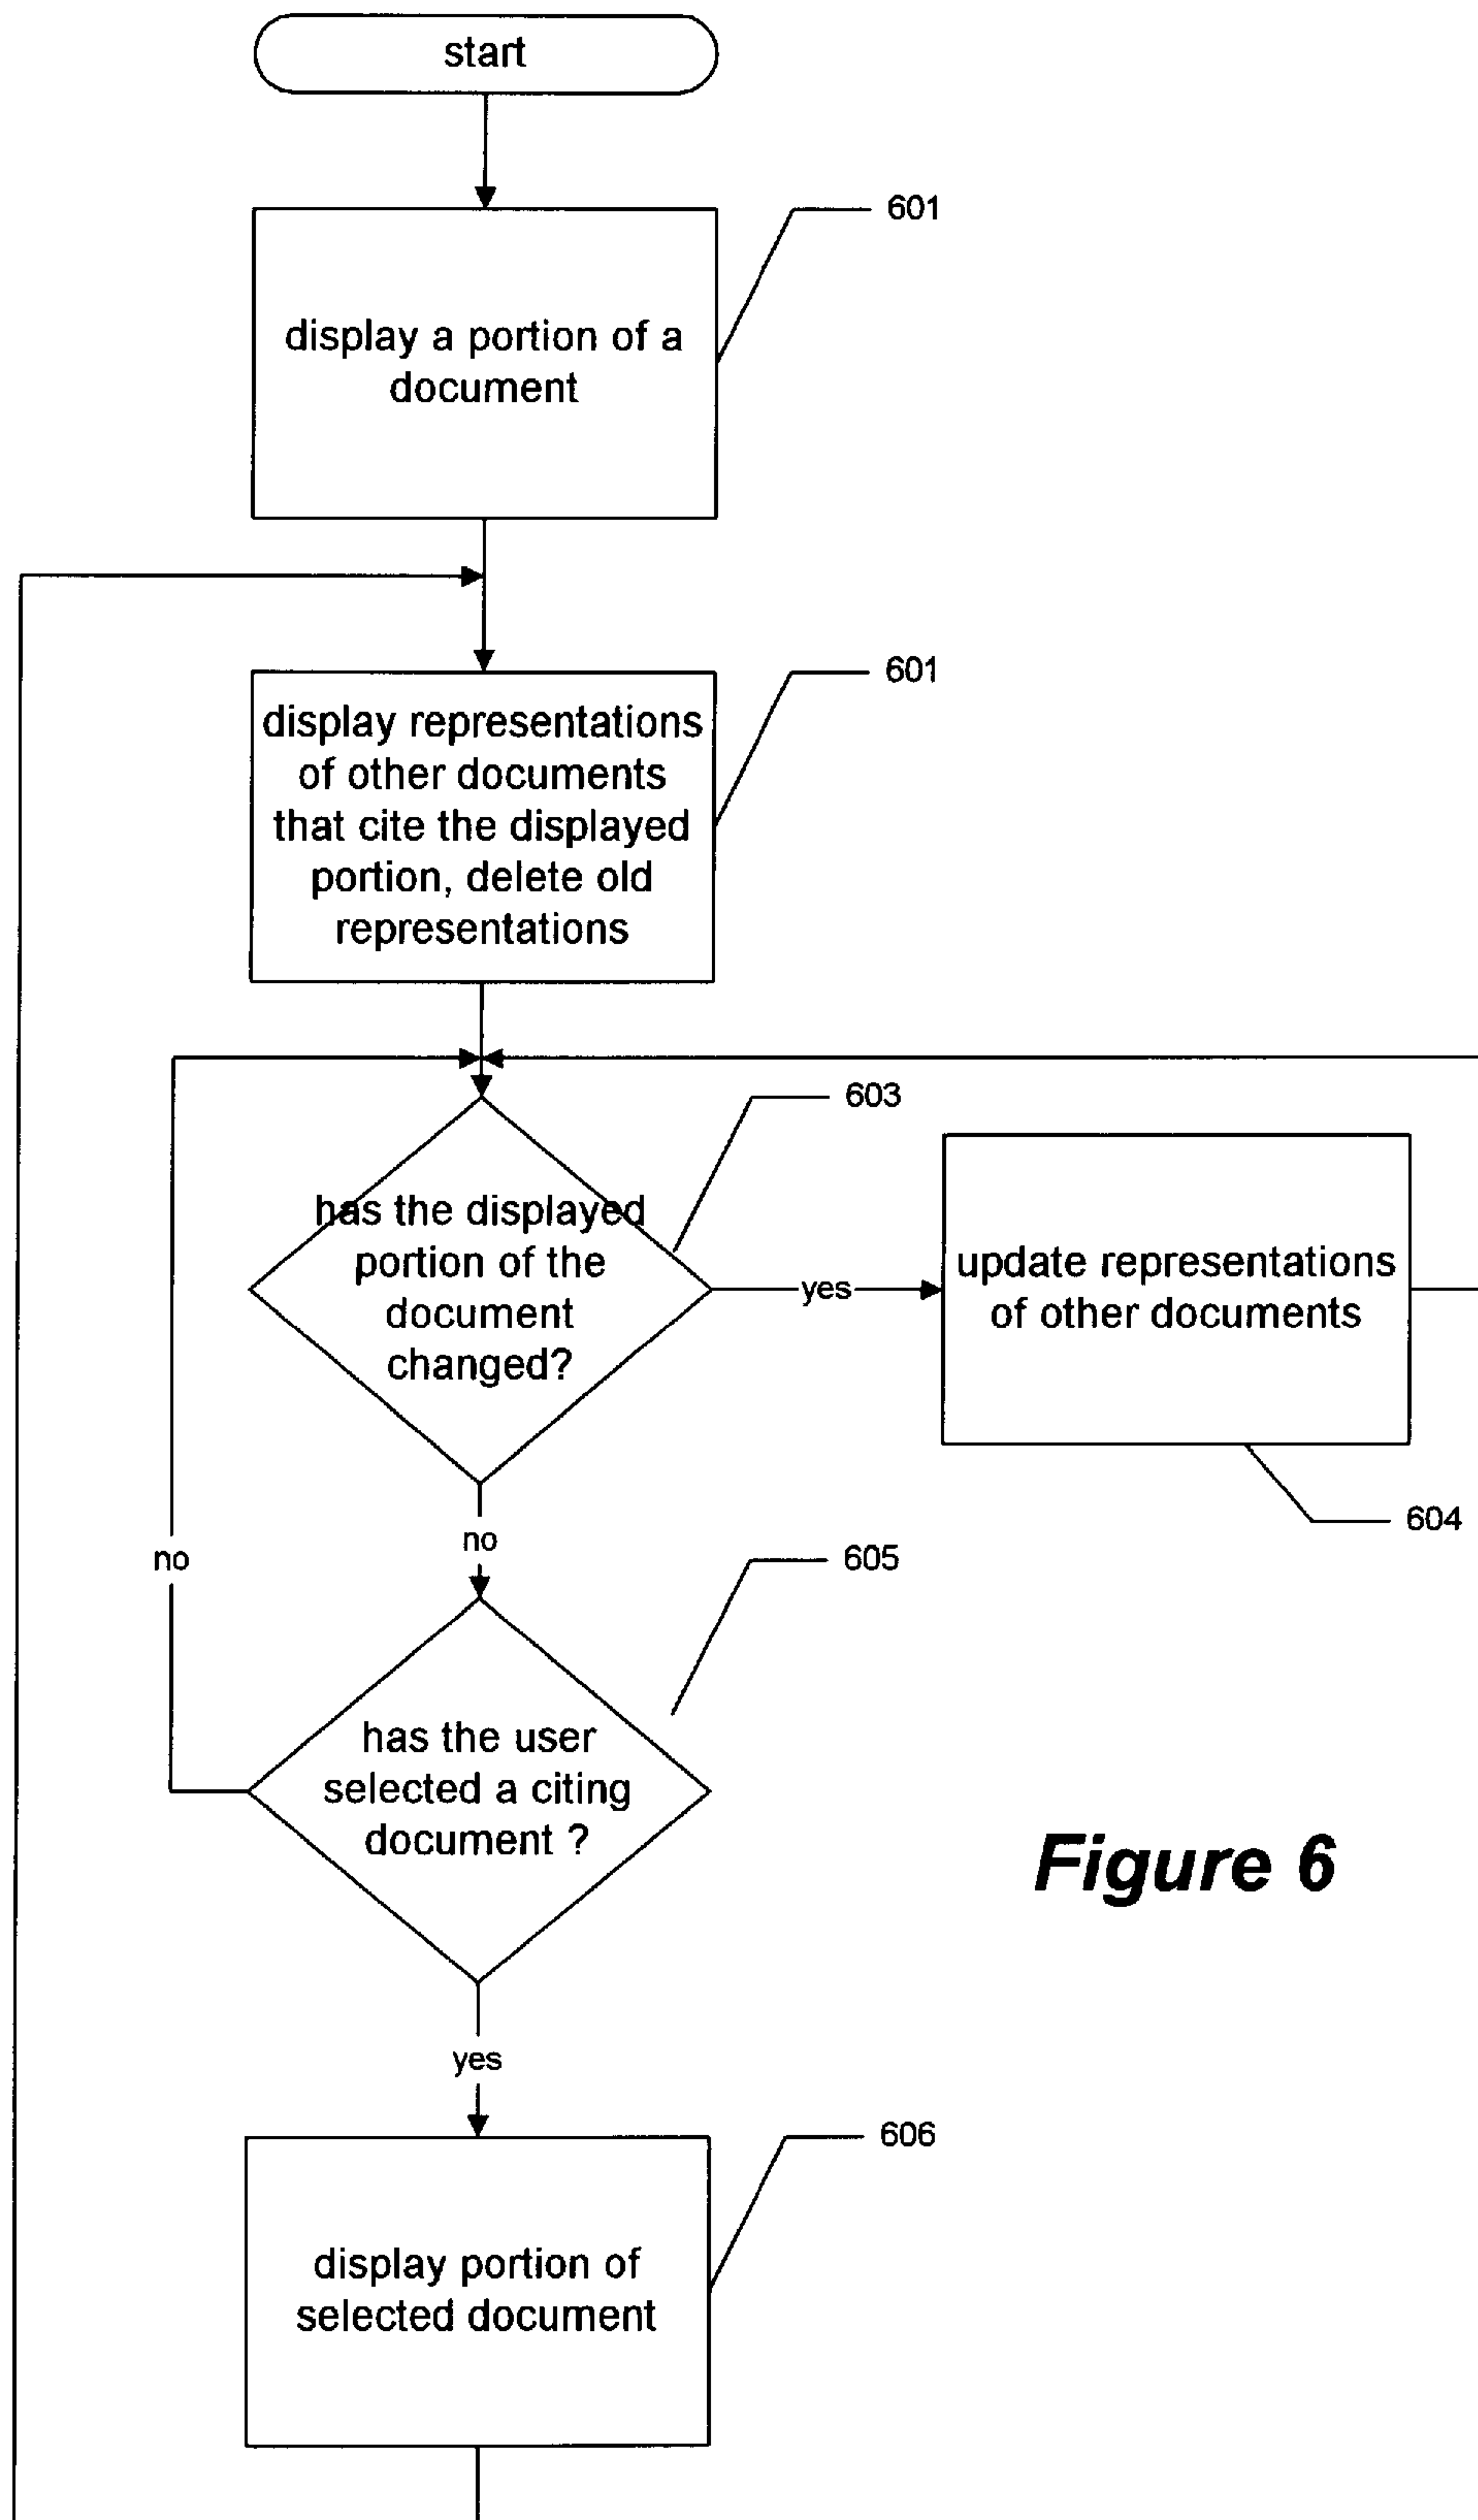 start
601
display a portion of a
document
601
display representations
of other documents
that cite the displayed
portion, delete old
representations
603
has the displayed
portion of the
document
changed?
yes
update representations
of other documents
604
no
no
605
has the user
selected a citing
document ?
Figure 6
yes
606
display portion of
selected document